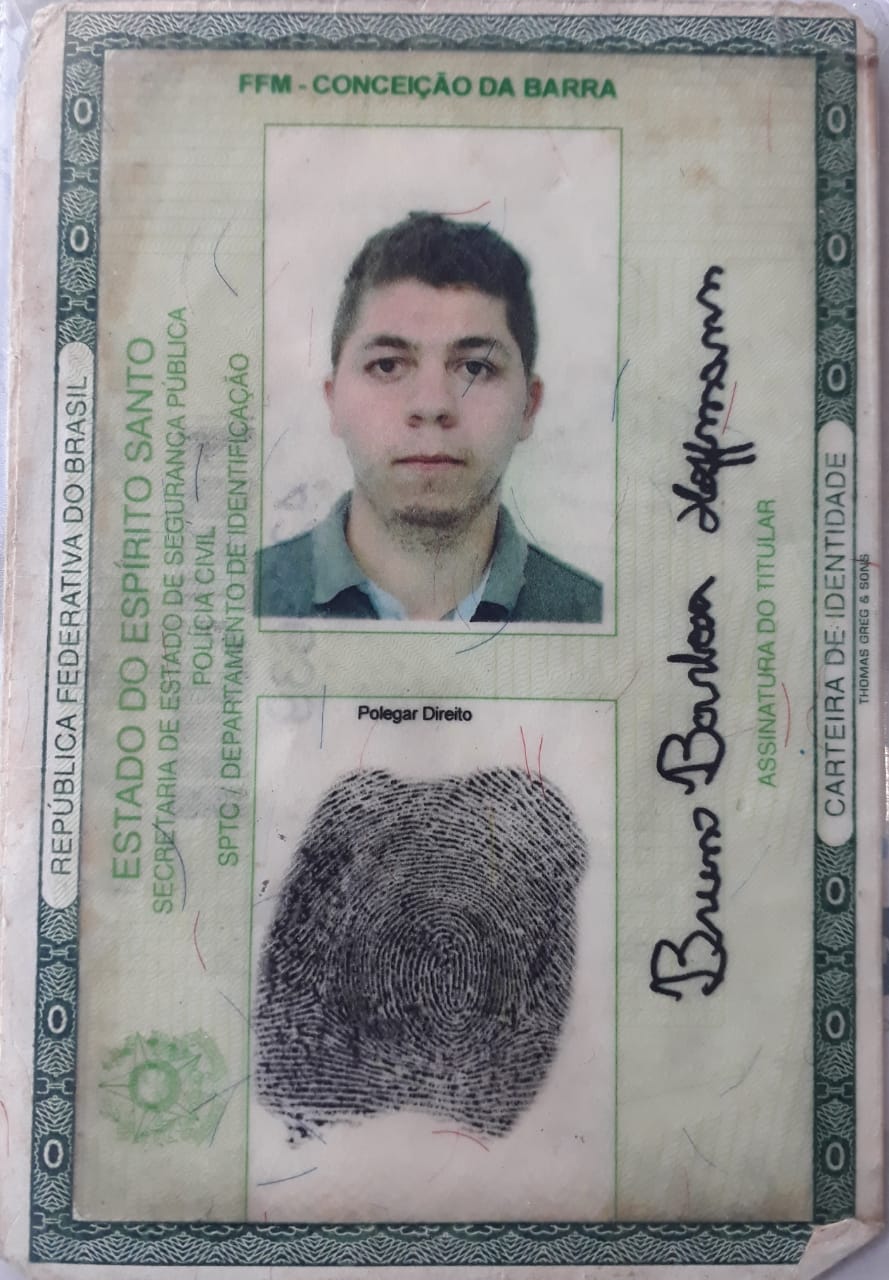 FFM - CONCEIÇÃO DA BARRA
REPÚBLICA FEDERATIVA DO BRASIL
ESTADO DO ESPÍRITO SANTO
SECRETARIA DE ESTADO DE SEGURANÇA PÚBLICA
POLÍCIA CIVIL
SPTC / DEPARTAMENTO DE IDENTIFICAÇÃO
Polegar Direito
Bruno Barbosa Hoffmann
ASSINATURA DO TITULAR
CARTEIRA DE IDENTIDADE
THOMAS GREG & SONS